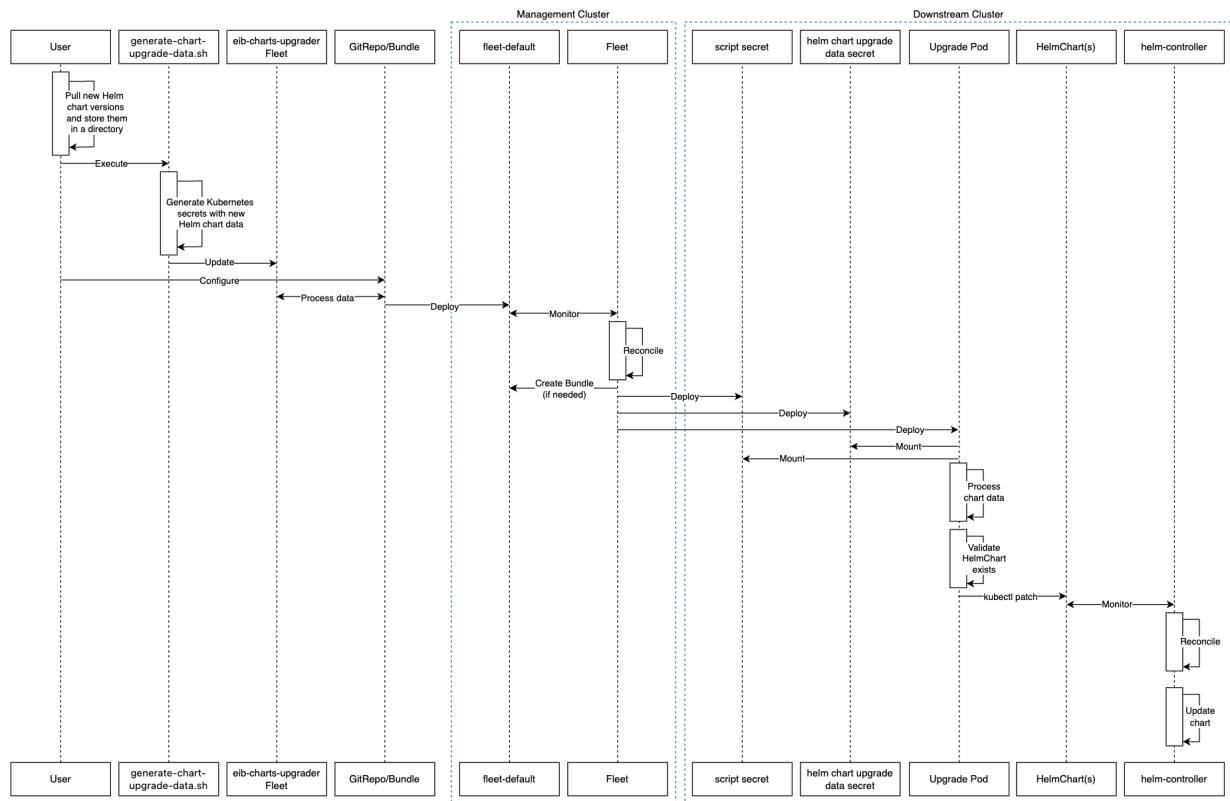 Management Cluster
Downstream Cluster
User
generate-chart-
upgrade-data.sh
eib-charts-upgrader
Fleet
GitRepo/Bundle
fleet-default
Fleet
script secret
helm chart upgrade
data secret
Upgrade Pod
HelmChart(s)
helm-controller
Pull new Helm
chart versions
and store them
in a directory
Execute
Generate Kubernetes
secrets with new
Helm chart data
Update
Configure
Process data
Deploy
Monitor
Reconcile
Create Bundle
(if needed)
Deploy
Deploy
Deploy
Mount
Mount
Process
chart data
Validate
HelmChart
exists
kubectl patch
Monitor
Reconcile
Update
chart
User
generate-chart-
upgrade-data.sh
eib-charts-upgrader
Fleet
GitRepo/Bundle
fleet-default
Fleet
script secret
helm chart upgrade
data secret
Upgrade Pod
HelmChart(s)
helm-controller